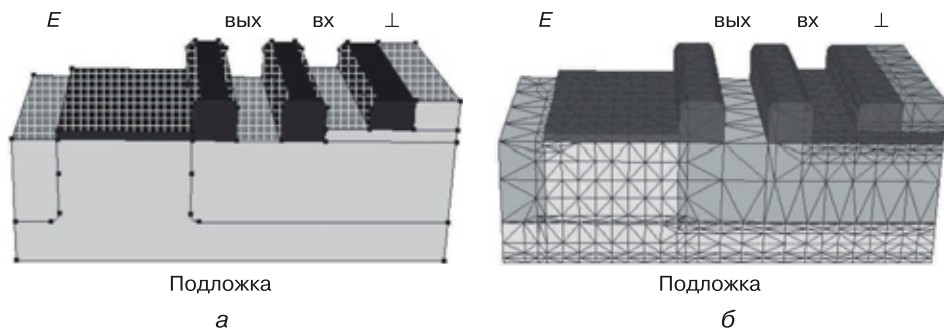 E вых вх ⊥ E вых вх ⊥
Подложка Подложка
а б